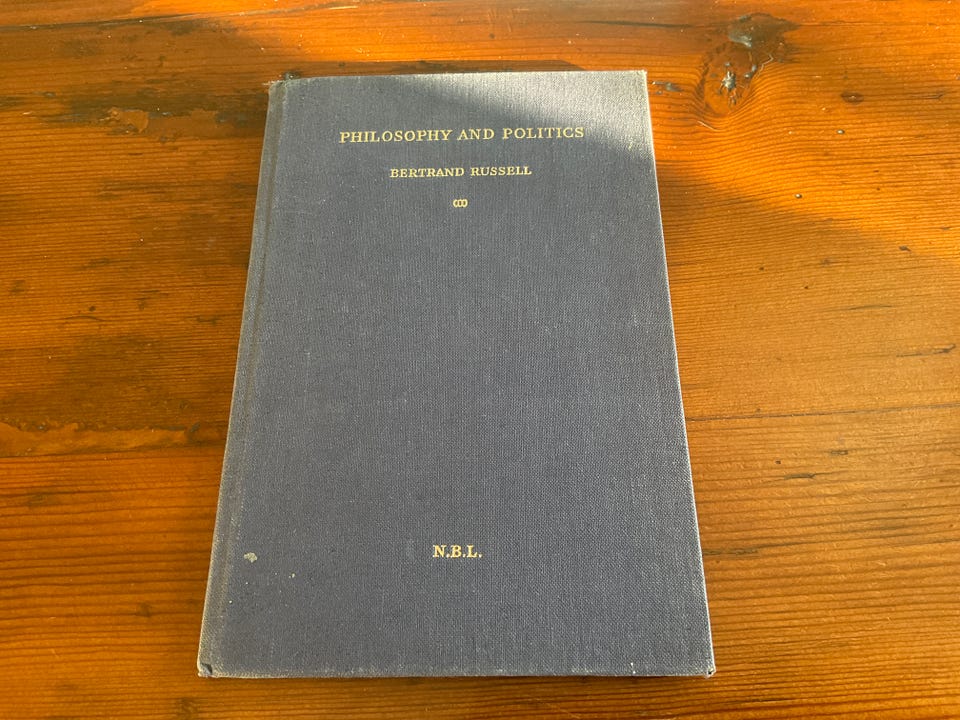 PHILOSOPHY AND POLITICS
BERTRAND RUSSELL
N.B.L.